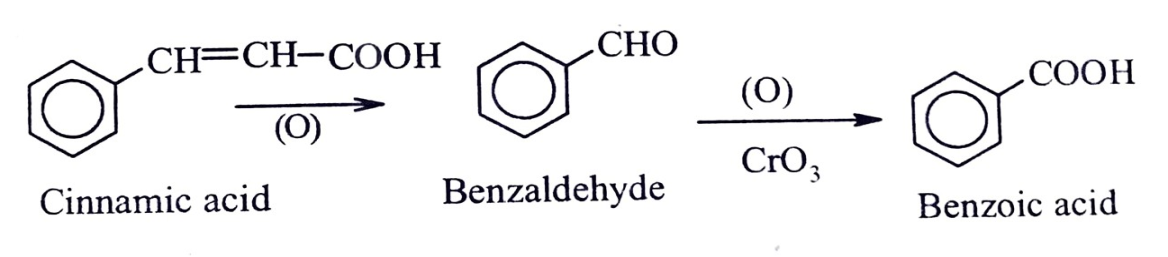 CH=CH-COOH
(O)
Cinnamic acid
CHO
Benzaldehyde
(O)
CrO₃
COOH
Benzoic acid